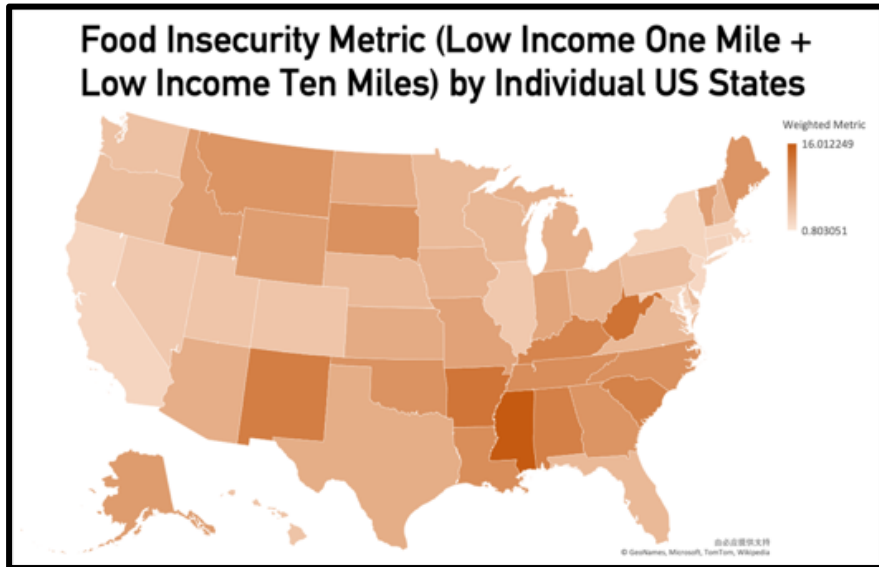 Food Insecurity Metric (Low Income One Mile +
Low Income Ten Miles) by Individual US States
Weighted Metric
16.012249
0.803051
由必应提供支持
© GeoNames, Microsoft, TomTom, Wikipedia